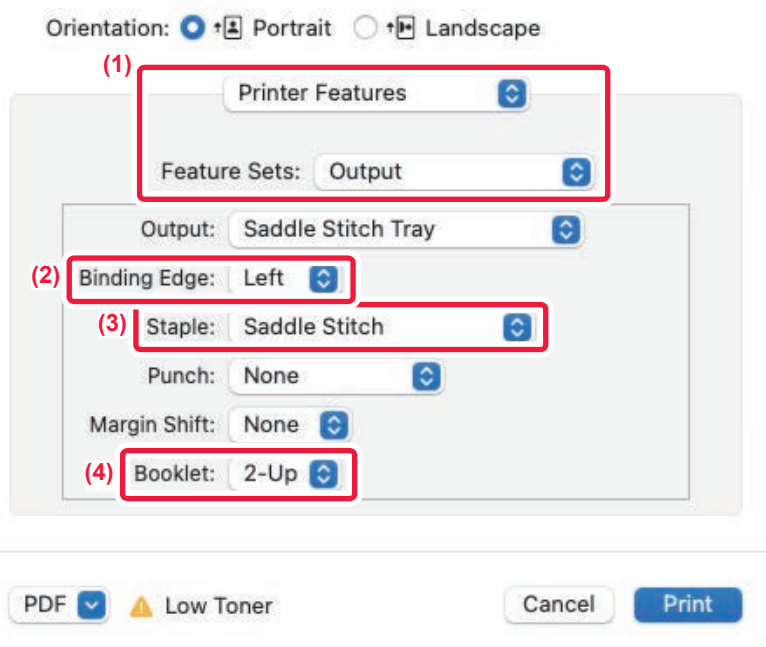 Orientation: Portrait Landscape
(1)
Printer Features
Feature Sets: Output
Output: Saddle Stitch Tray
(2) Binding Edge: Left
(3) Staple: Saddle Stitch
Punch: None
Margin Shift: None
(4) Booklet: 2-Up
PDF Low Toner Cancel Print